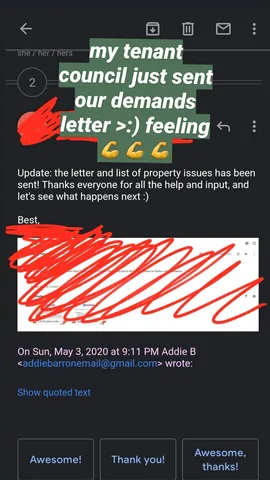 she / her / hers
my tenant
council just sent
our demands
letter >:) feeling
💪 💪 💪
2
Update: the letter and list of property issues has been
sent! Thanks everyone for all the help and input, and
let's see what happens next :)
Best,
On Sun, May 3, 2020 at 9:11 PM Addie B
<addiebarronemail@gmail.com> wrote:
Show quoted text
Awesome!
Thank you!
Awesome,
thanks!